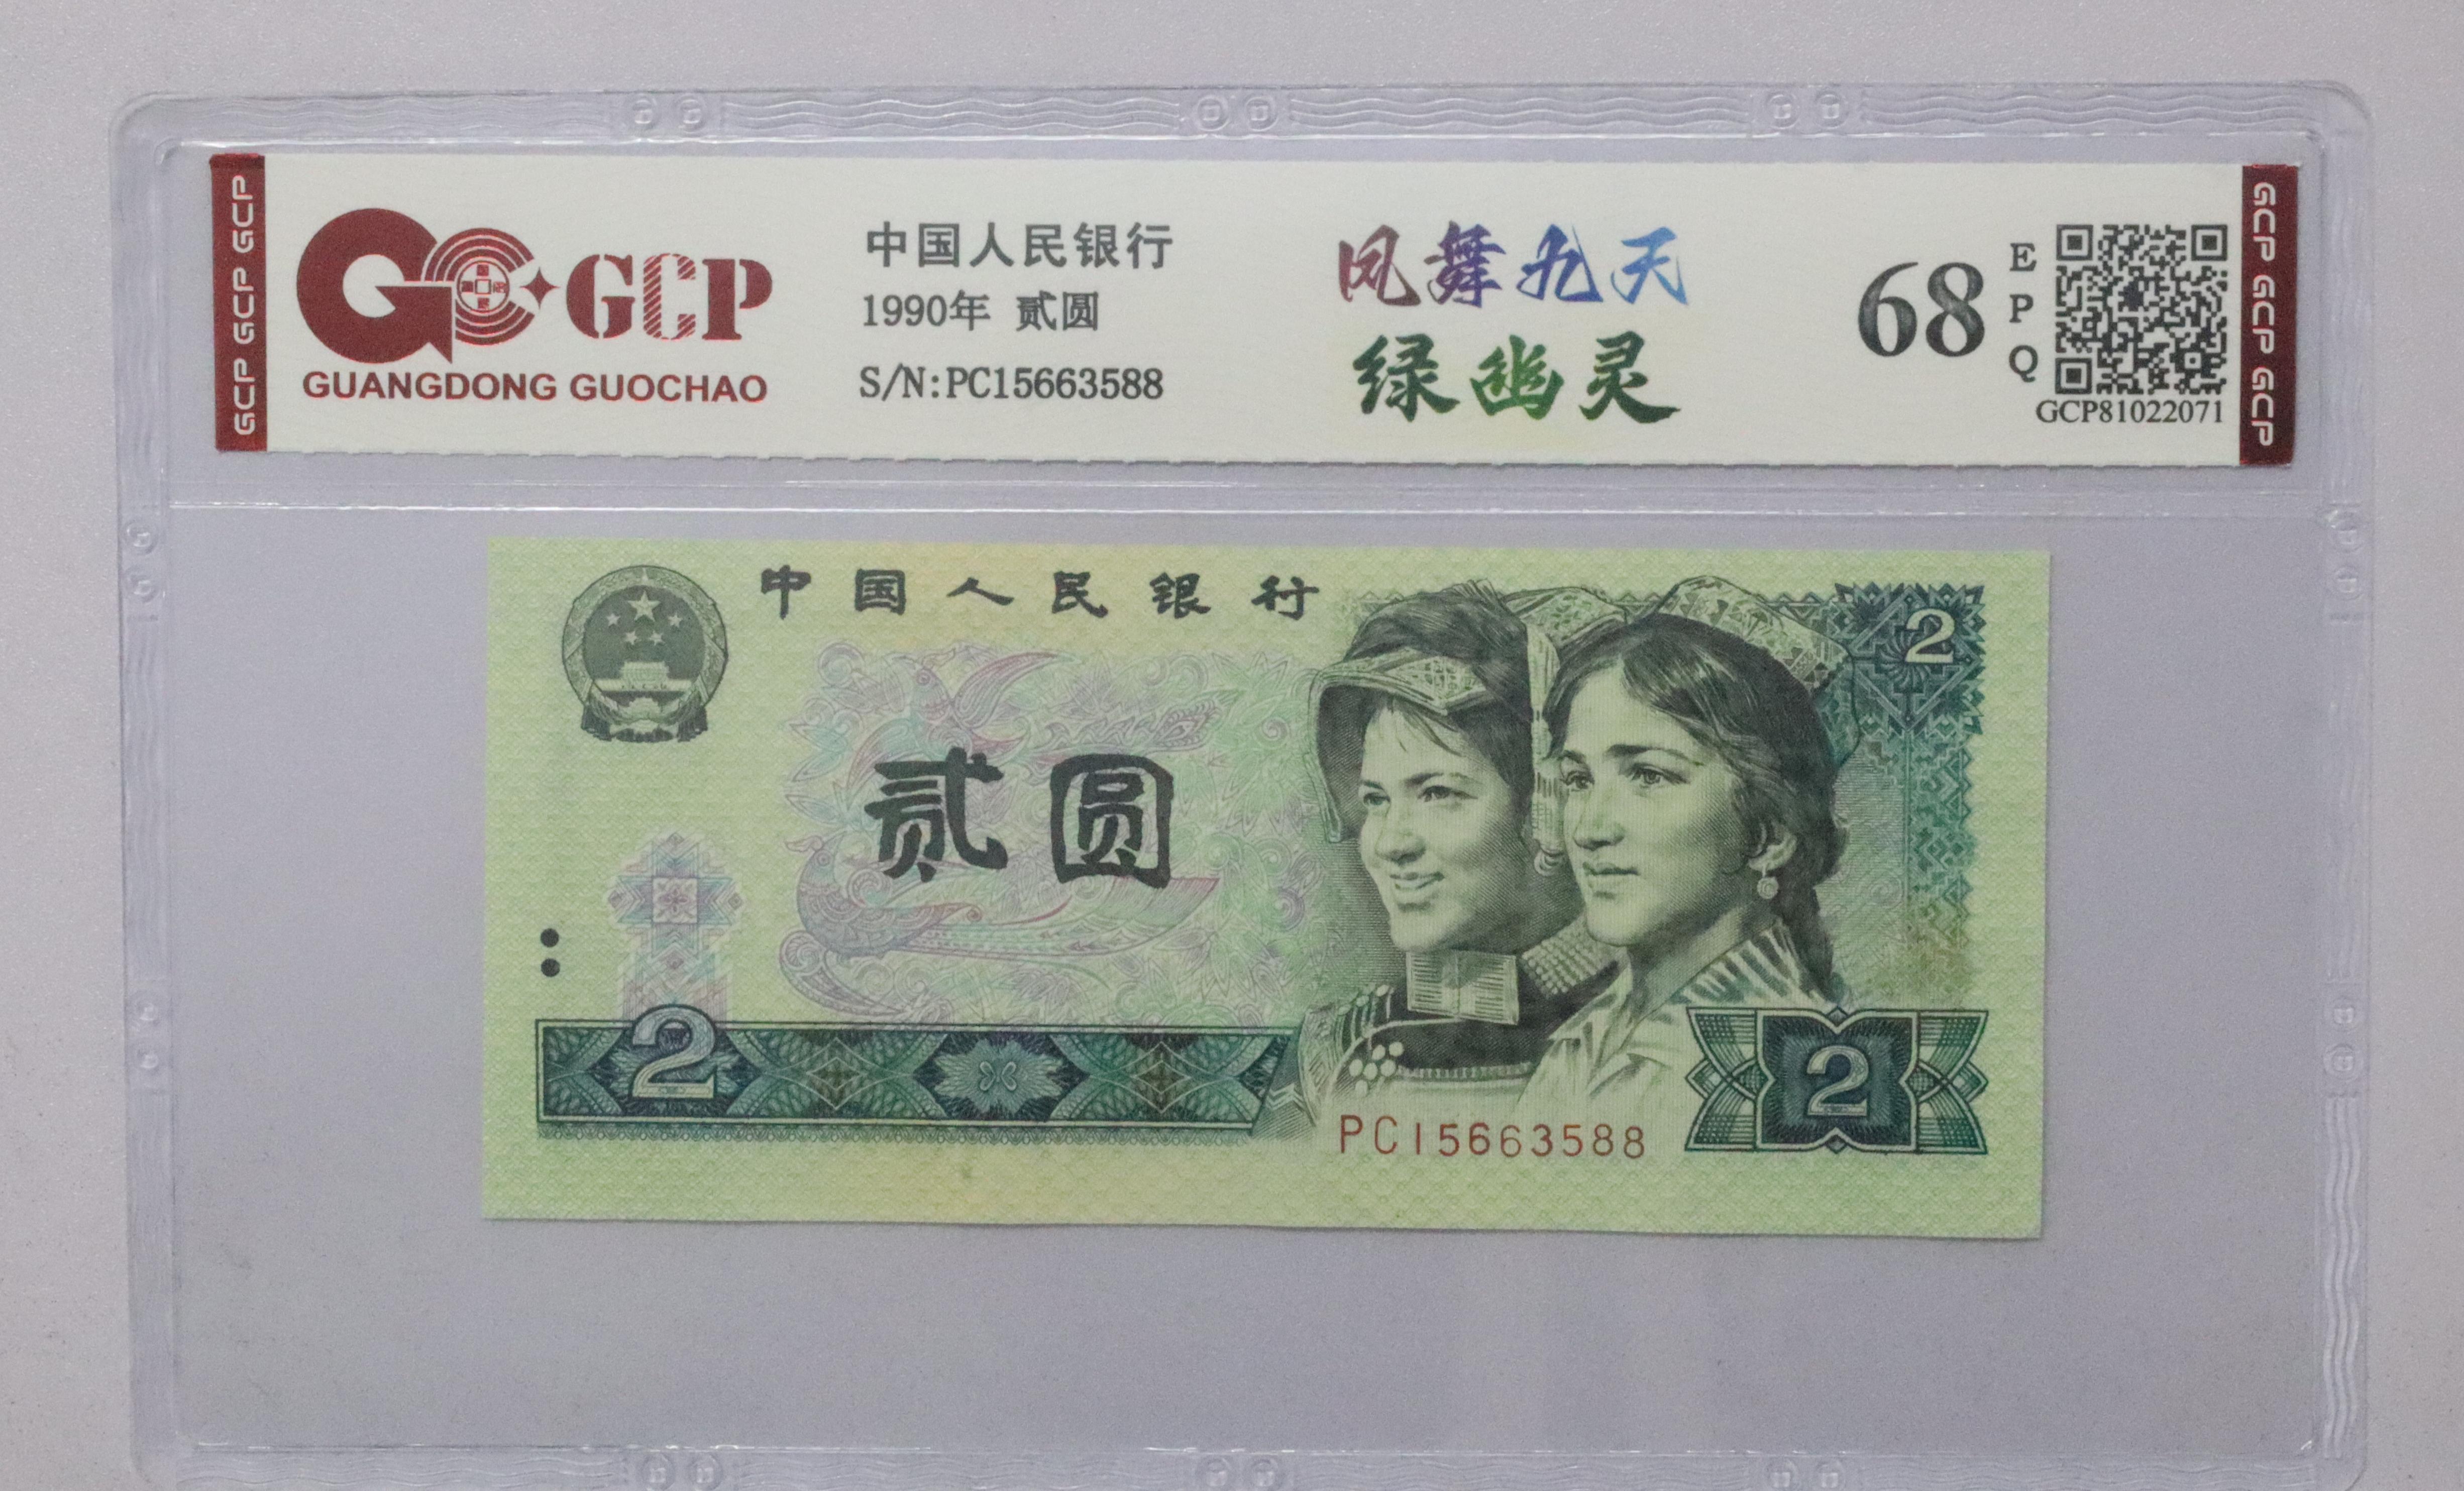 GCP GCP GCP
GCP
GUANGDONG GUOCHAO
中国人民银行
1990年 贰圆
S/N:PC15663588
凤舞九天
绿幽灵
68
EPQ
GCP81022071
GCP GCP GCP
中国人民银行
2
贰圆
2
2
PC15663588